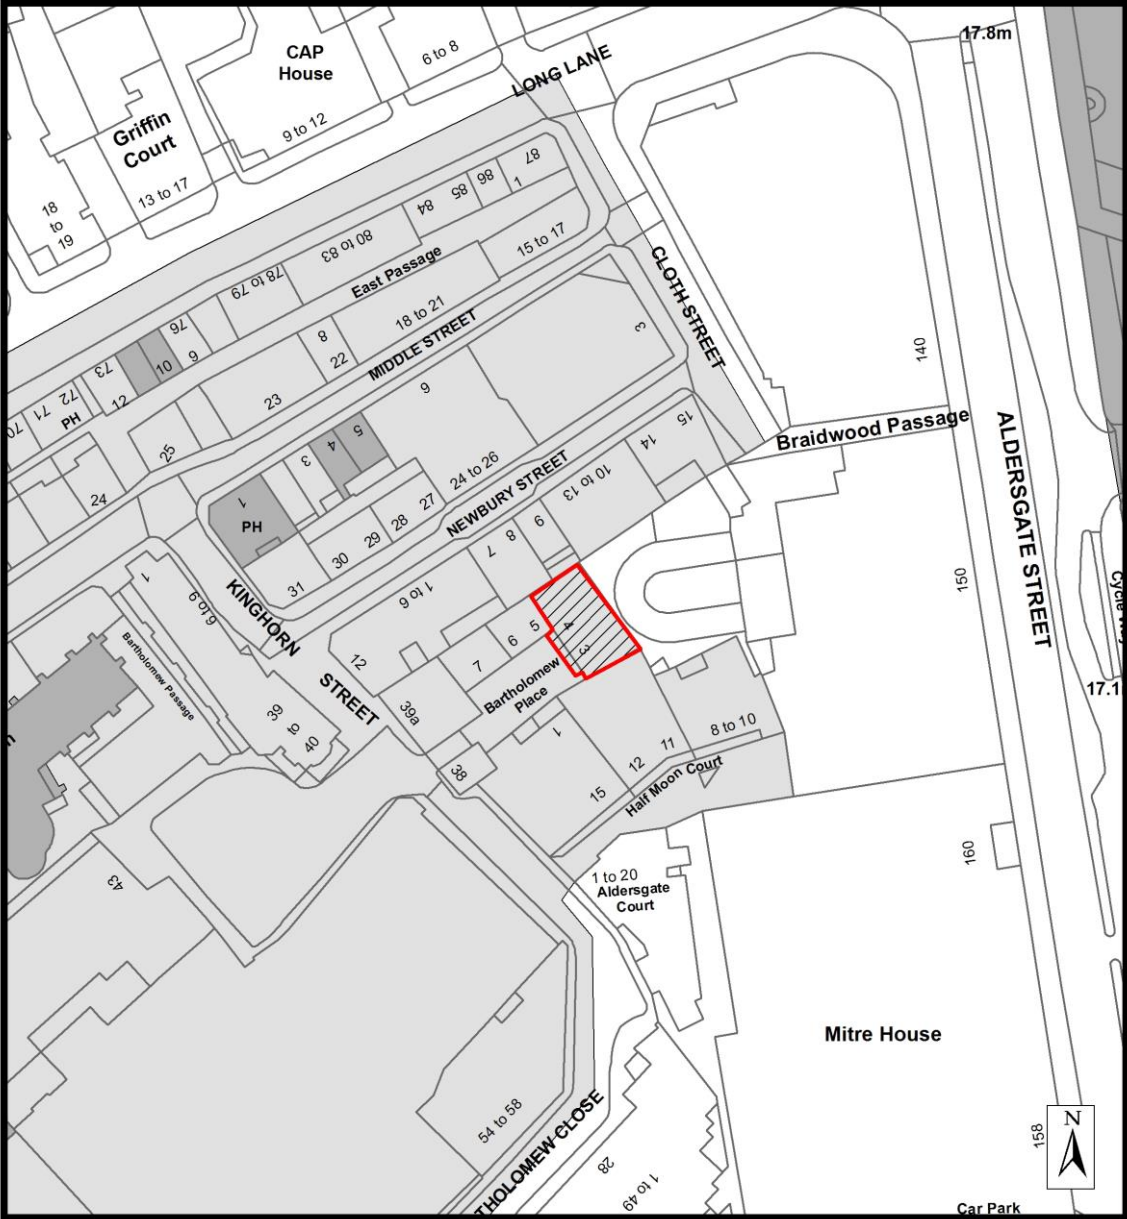 17.8m
CAP
House
6 to 8
LONG LANE
Griffin
Court
9 to 12
13 to 17
18
to
19
87
86
85
84
1
80 to 83
78 to 79
East Passage
15 to 17
CLOTH STREET
76
9
10
73
12
72
71
70
PH
18 to 21
8
22
MIDDLE STREET
3
140
23
9
25
24
5
4
3
1
PH
24 to 26
15
14
Braidwood Passage
ALDERSGATE STREET
NEWBURY STREET
10 to 13
27
28
29
30
31
9
8
7
1 to 6
1
6 to 9
KINGHORN
STREET
Bartholomew Passage
150
Cycle Wa
4
3
5
6
7
Bartholomew
Place
12
39a
39
to
40
38
17.1
1
8 to 10
11
12
15
Half Moon Court
n
43
160
1 to 20
Aldersgate
Court
Mitre House
54 to 58
THOLOMEW CLOSE
28
1 to 49
158
N
Car Park